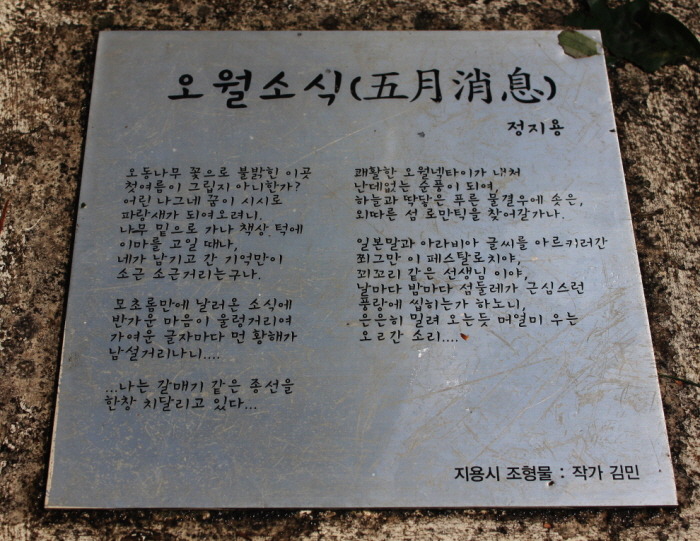 오월소식(五月消息)
정지용
오동나무 꽃으로 불밝힌 이곳
첫여름이 그립지 아니한가?
어린 나그네 꿈이 시시로
파랑새가 되여오려니.
나무 밑으로 가나 책상 턱에
이마를 고일 때나,
네가 남기고 간 기억만이
소근 소근거리는구나.
모초롬만에 날러온 소식에
반가운 마음이 울렁거리여
가여운 글자마다 먼 황해가
남설거리나니....
...나는 갈매기 같은 종선을
한창 치달리고 있다...
쾌활한 오월넥타이가 내처
난데없는 순풍이 되여,
하늘과 딱닿은 푸른 물결우에 솟은,
외따른 섬 로만틱을 찾어갈가나.
일본말과 아라비아 글씨를 아르키러간
쬐그만 이 페스탈로치야,
꾀꼬리 같은 선생님 이야,
날마다 밤마다 섬둘레가 근심스런
풍랑에 씹히는가 하노니,
은은히 밀려 오는듯 머얼미 우는
오르간 소리....
지용시 조형물 : 작가 김민